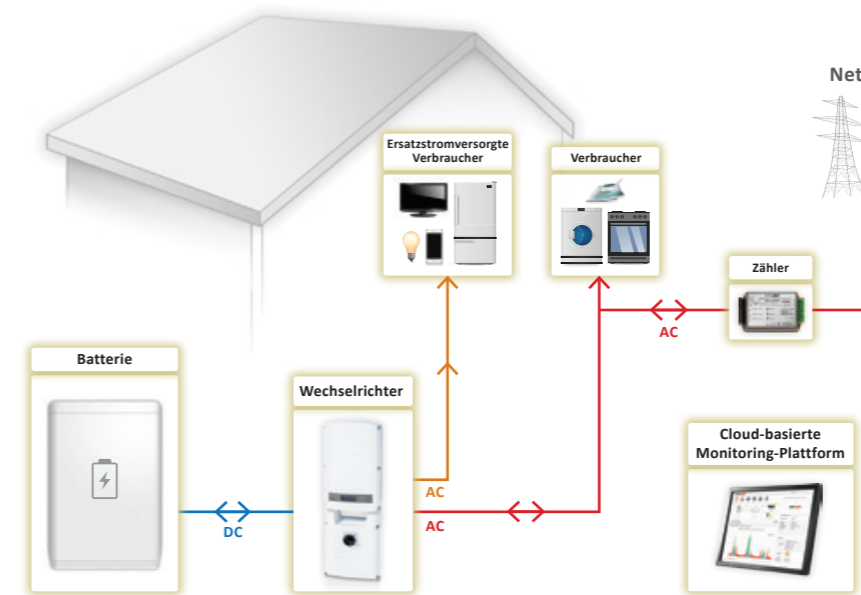 Net
Ersatzstromversorgte
Verbraucher
Verbraucher
Zähler
AC
Batterie
Wechselrichter
Cloud-basierte
Monitoring-Plattform
AC
DC
AC